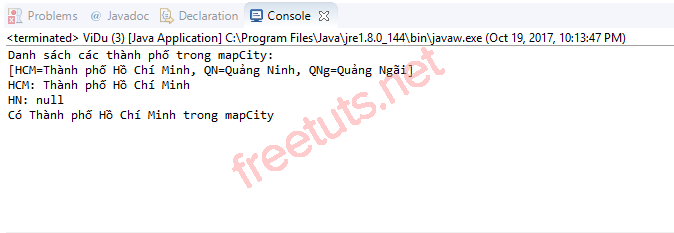 Problems @ Javadoc Declaration Console
<terminated> ViDu (3) [Java Application] C:\Program Files\Java\jre1.8.0_144\bin\javaw.exe (Oct 19, 2017, 10:13:47 PM)
Danh sách các thành phố trong mapCity:
[HCM=Thành phố Hồ Chí Minh, QN=Quảng Ninh, QNg=Quảng Ngãi]
HCM: Thành phố Hồ Chí Minh
HN: null
Có Thành phố Hồ Chí Minh trong mapCity
freetuts.net